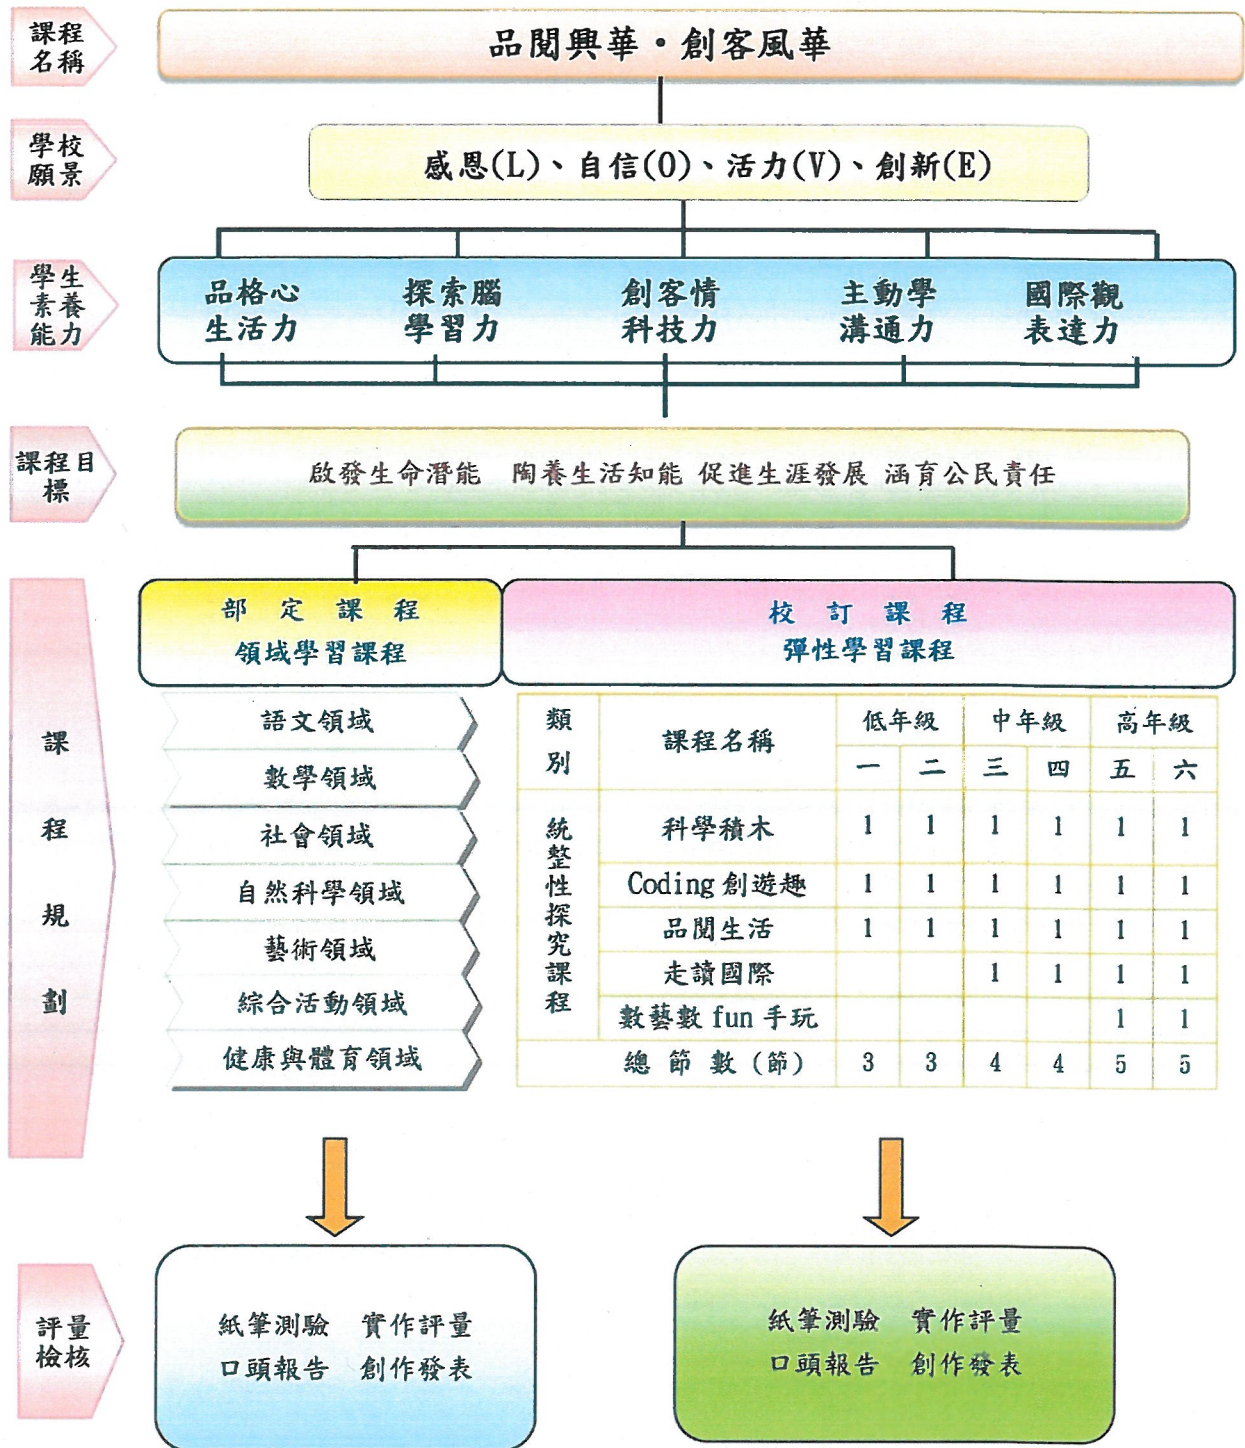 課程
名稱
品閱興華·創客風華
學校
願景
感恩(L)、自信(O)、活力(V)、創新(E)
學生
素養
能力
品格心 探索腦 創客情 主動學 國際觀
生活力 學習力 科技力 溝通力 表達力
課程目
標
啟發生命潛能 陶養生活知能 促進生涯發展 涵育公民責任
課
程
規
劃
部定課程
領域學習課程
語文領域
數學領域
社會領域
自然科學領域
藝術領域
綜合活動領域
健康與體育領域
校訂課程
彈性學習課程
類別 課程名稱 低年級 中年級 高年級
一 二 三 四 五 六
統整性探究課程
科學積木 1 1 1 1 1 1
Coding 創遊趣 1 1 1 1 1 1
品閱生活 1 1 1 1 1 1
走讀國際 1 1 1 1
數藝數 fun 手玩 1 1
總節數(節) 3 3 4 4 5 5
評量
檢核
紙筆測驗 實作評量
口頭報告 創作發表
紙筆測驗 實作評量
口頭報告 創作發表